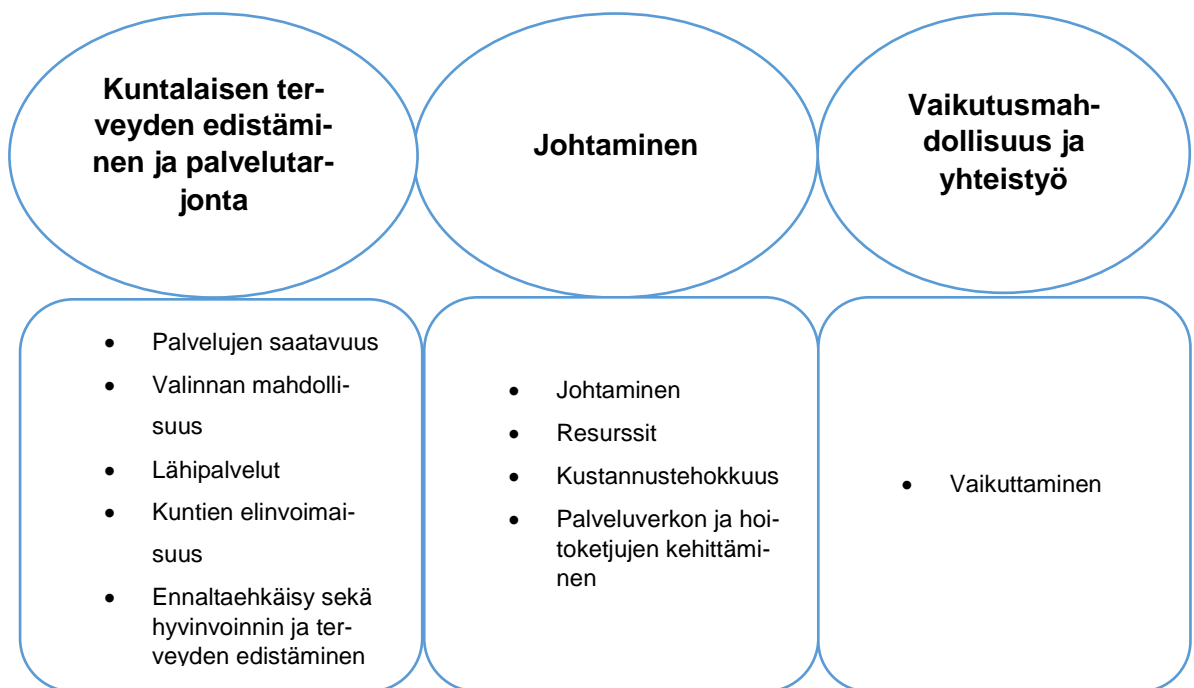 Kuntalaisen ter-
veyden edistämi-
nen ja palvelutar-
jonta
Johtaminen
Vaikutusmah-
dollisuus ja
yhteistyö
• Palvelujen saatavuus
• Valinnan mahdolli-
suus
• Lähipalvelut
• Kuntien elinvoimai-
suus
• Ennaltaehkäisy sekä
hyvinvoinnin ja ter-
veyden edistäminen
• Johtaminen
• Resurssit
• Kustannustehokkuus
• Palveluverkon ja hoi-
toketjujen kehittämi-
nen
• Vaikuttaminen